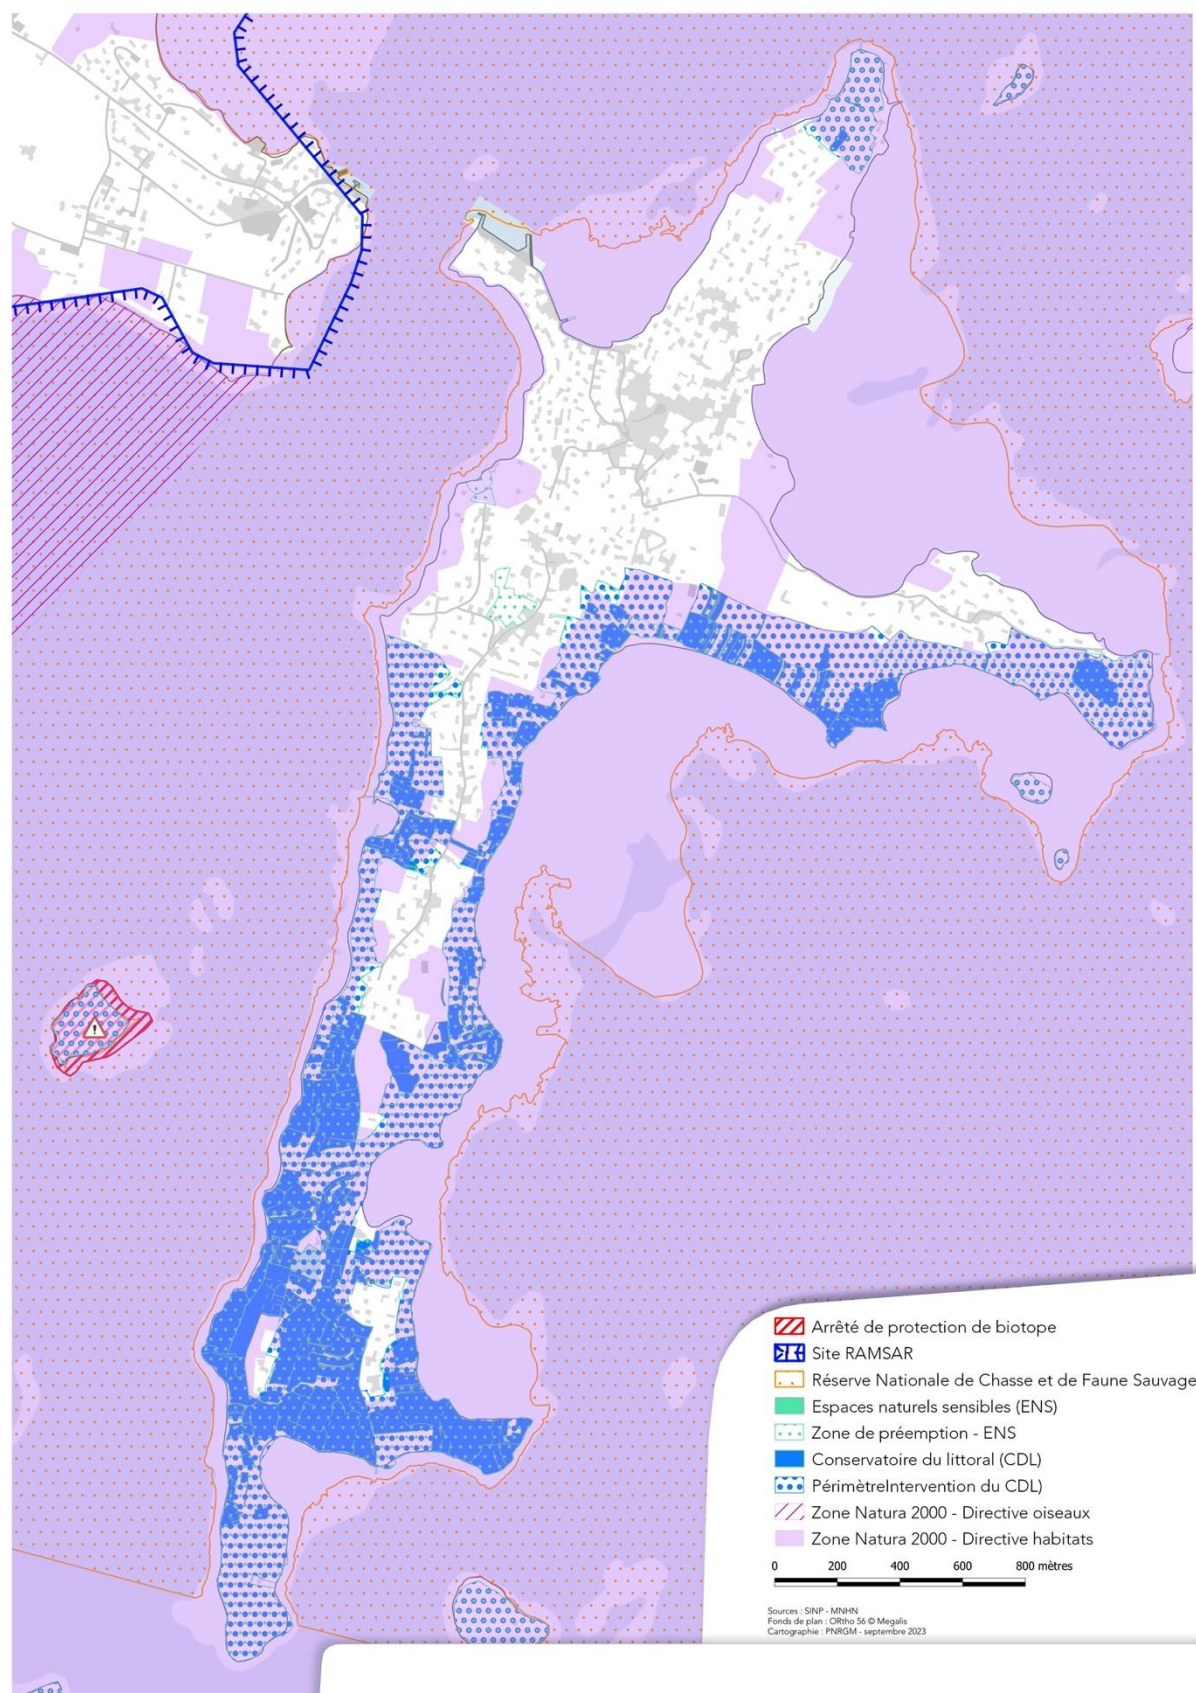 Arrêté de protection de biotope
Site RAMSAR
Réserve Nationale de Chasse et de Faune Sauvage
Espaces naturels sensibles (ENS)
Zone de préemption - ENS
Conservatoire du littoral (CDL)
PérimètreIntervention du CDL)
Zone Natura 2000 - Directive oiseaux
Zone Natura 2000 - Directive habitats
0 200 400 600 800 mètres
Sources : SINP - MNHN
Fonds de plan : ORtho 56 © Megalis
Cartographie : PNRGM - septembre 2023